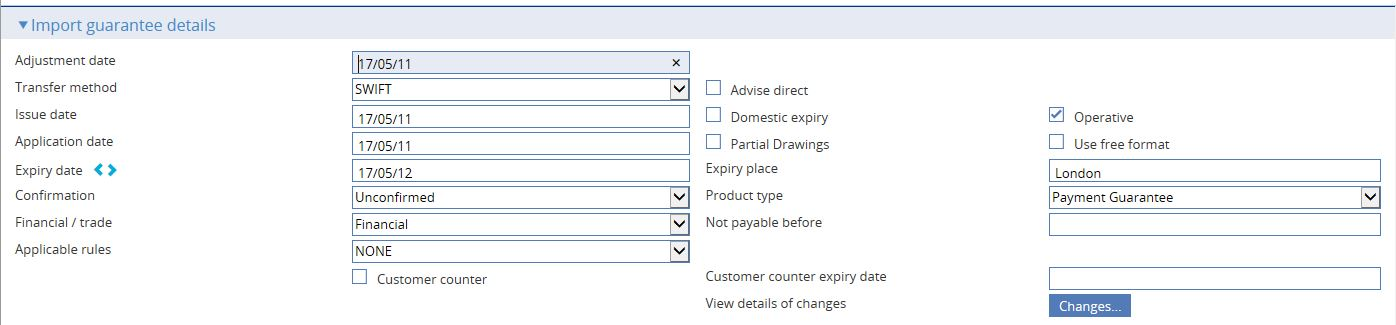 Import guarantee details
Adjustment date 17/05/11 ×
Transfer method SWIFT Advise direct
Issue date 17/05/11 Domestic expiry Operative
Application date 17/05/11 Partial Drawings Use free format
Expiry date 17/05/12 Expiry place London
Confirmation Unconfirmed Product type Payment Guarantee
Financial / trade Financial Not payable before
Applicable rules NONE
Customer counter Customer counter expiry date
View details of changes Changes...